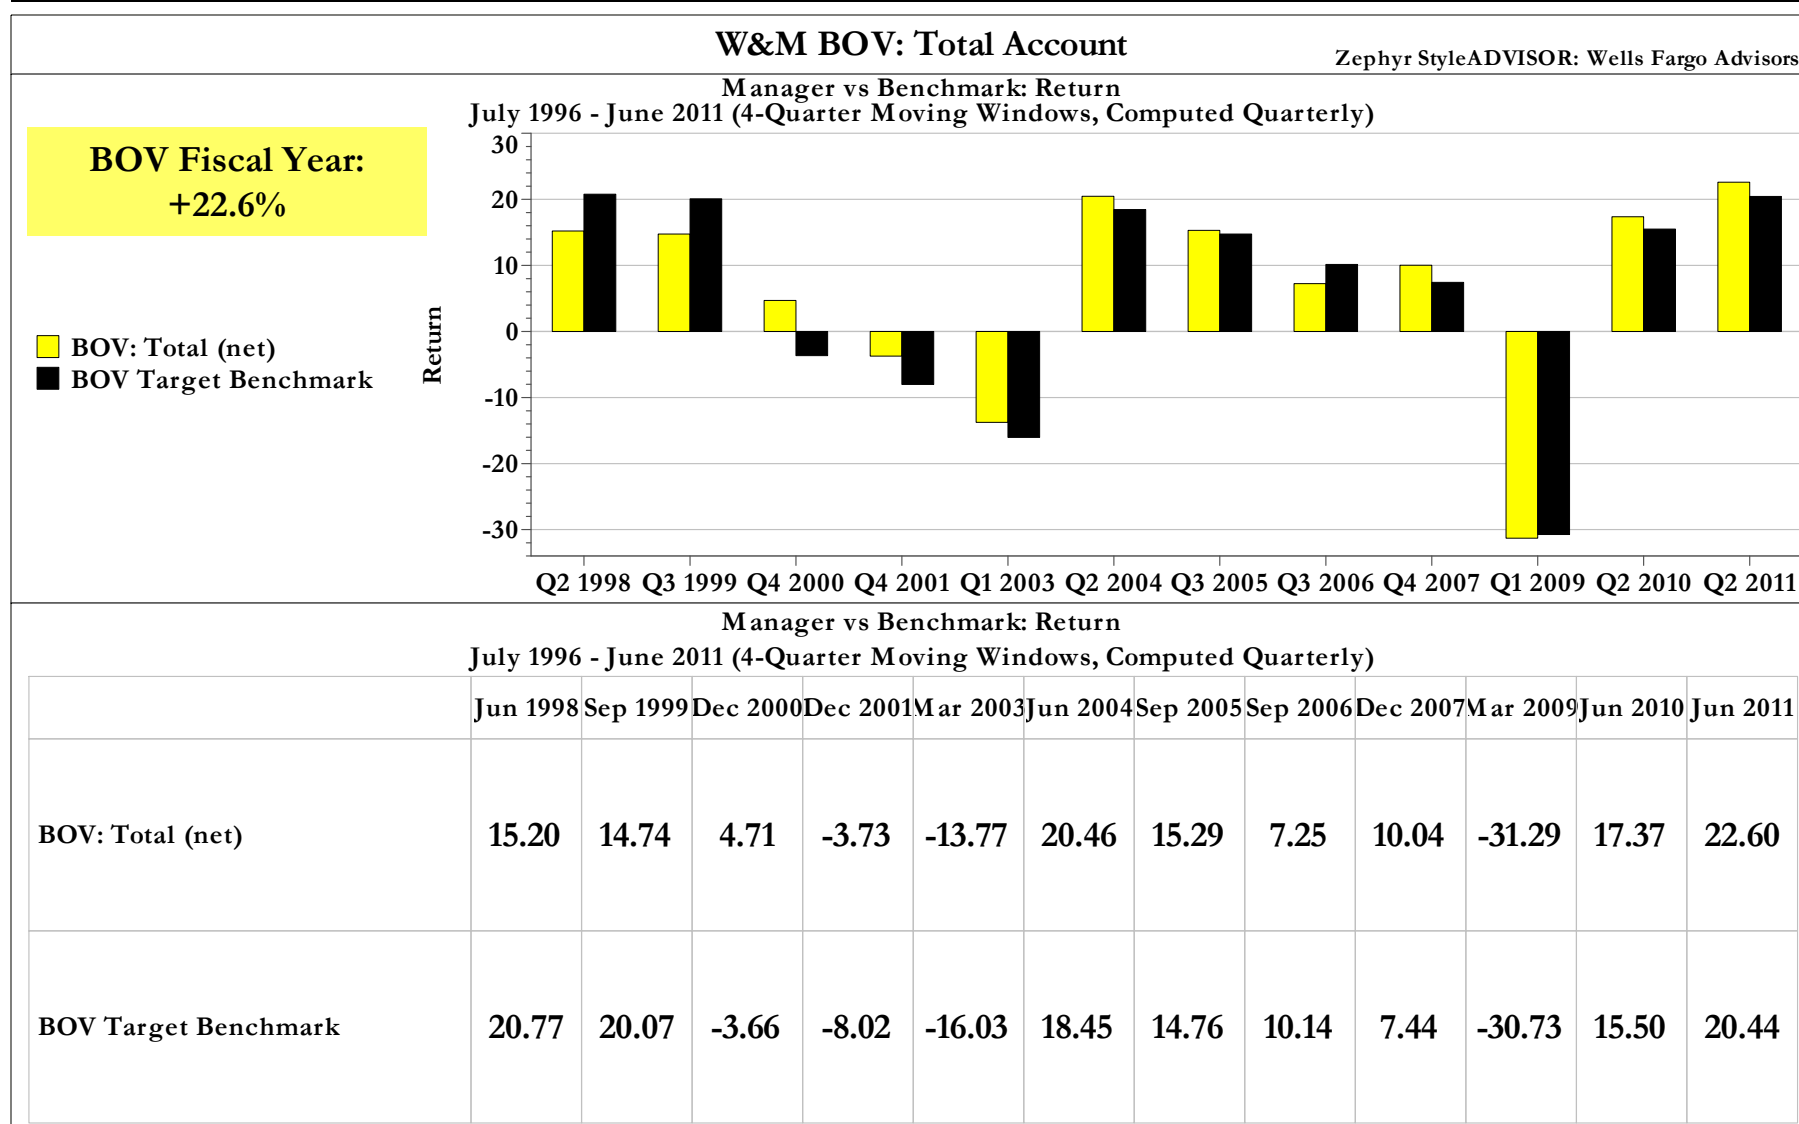 W&M BOV: Total Account
Zephyr StyleADVISOR: Wells Fargo Advisors
Manager vs Benchmark: Return
July 1996 - June 2011 (4-Quarter Moving Windows, Computed Quarterly)
BOV Fiscal Year:
+22.6%
BOV: Total (net)
BOV Target Benchmark
Return
30
20
10
0
-10
-20
-30
Q2 1998 Q3 1999 Q4 2000 Q4 2001 Q1 2003 Q2 2004 Q3 2005 Q3 2006 Q4 2007 Q1 2009 Q2 2010 Q2 2011
Manager vs Benchmark: Return
July 1996 - June 2011 (4-Quarter Moving Windows, Computed Quarterly)
Jun 1998 Sep 1999 Dec 2000 Dec 2001 Mar 2003 Jun 2004 Sep 2005 Sep 2006 Dec 2007 Mar 2009 Jun 2010 Jun 2011
BOV: Total (net) 15.20 14.74 4.71 -3.73 -13.77 20.46 15.29 7.25 10.04 -31.29 17.37 22.60
BOV Target Benchmark 20.77 20.07 -3.66 -8.02 -16.03 18.45 14.76 10.14 7.44 -30.73 15.50 20.44